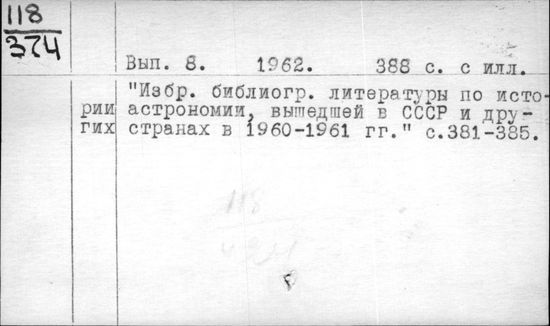 118
374
Вып. 8. 1962. 388 с. с илл.
"Избр. библиогр. литературы по исто-
рии астрономии, вышедшей в СССР и дру-
гих странах в 1960-1961 гг." с.381-385.
118